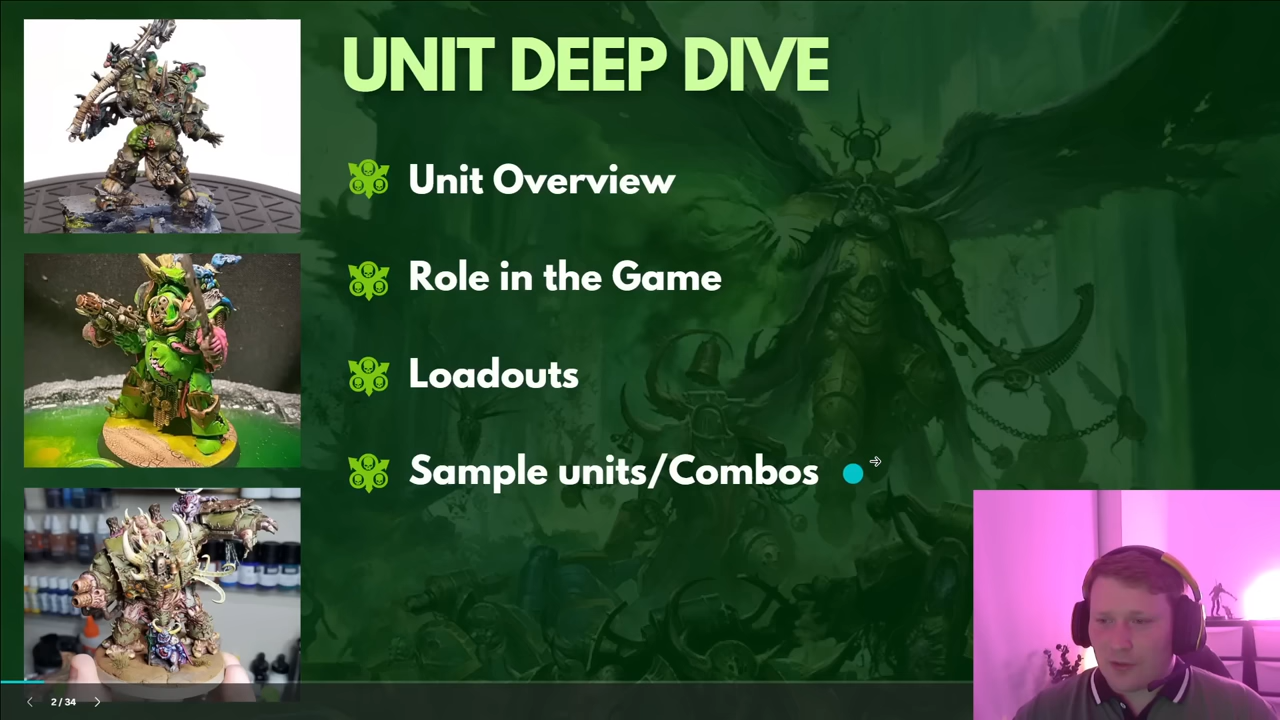 UNIT DEEP DIVE
Unit Overview
Role in the Game
Loadouts
Sample units/Combos
2 / 34